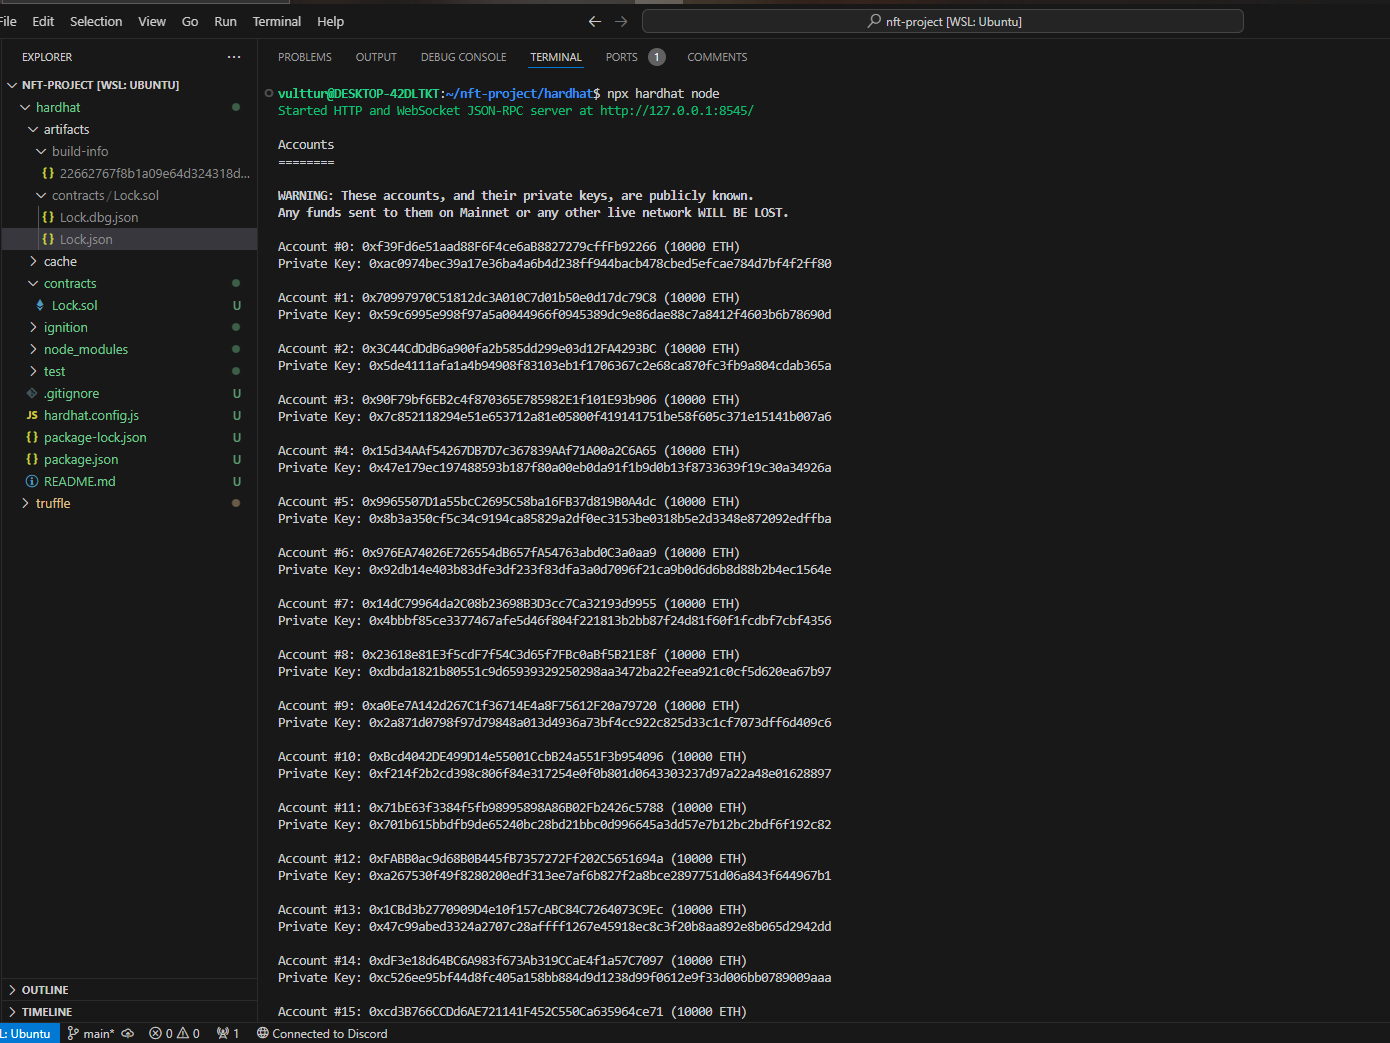 File Edit Selection View Go Run Terminal Help
nft-project [WSL: Ubuntu]
EXPLORER
NFT-PROJECT [WSL: UBUNTU]
hardhat
artifacts
build-info
22662767f8b1a09e64d324318d...
contracts / Lock.sol
Lock.dbg.json
Lock.json
cache
contracts
Lock.sol U
ignition
node_modules
test
.gitignore U
JS hardhat.config.js U
package-lock.json U
package.json U
README.md U
truffle
OUTLINE
TIMELINE
PROBLEMS OUTPUT DEBUG CONSOLE TERMINAL PORTS 1 COMMENTS
vulttur@DESKTOP-42DLTKT:~/nft-project/hardhat$ npx hardhat node
Started HTTP and WebSocket JSON-RPC server at http://127.0.0.1:8545/
Accounts
========
WARNING: These accounts, and their private keys, are publicly known.
Any funds sent to them on Mainnet or any other live network WILL BE LOST.
Account #0: 0xf39Fd6e51aad88F6F4ce6aB8827279cffFb92266 (10000 ETH)
Private Key: 0xac0974bec39a17e36ba4a6b4d238ff944bacb478cbed5efcae784d7bf4f2ff80
Account #1: 0x70997970C51812dc3A010C7d01b50e0d17dc79C8 (10000 ETH)
Private Key: 0x59c6995e998f97a5a0044966f0945389dc9e86dae88c7a8412f4603b6b78690d
Account #2: 0x3C44CdDdB6a900fa2b585dd299e03d12FA4293BC (10000 ETH)
Private Key: 0x5de4111afa1a4b94908f83103eb1f1706367c2e68ca870fc3fb9a804cdab365a
Account #3: 0x90F79bf6EB2c4f870365E785982E1f101E93b906 (10000 ETH)
Private Key: 0x7c852118294e51e653712a81e05800f419141751be58f605c371e15141b007a6
Account #4: 0x15d34AAf54267DB7D7c367839AAf71A00a2C6A65 (10000 ETH)
Private Key: 0x47e179ec197488593b187f80a00eb0da91f1b9d0b13f8733639f19c30a34926a
Account #5: 0x9965507D1a55bcC2695C58ba16FB37d819B0A4dc (10000 ETH)
Private Key: 0x8b3a350cf5c34c9194ca85829a2df0ec3153be0318b5e2d3348e872092edffba
Account #6: 0x976EA74026E726554dB657fA54763abd0C3a0aa9 (10000 ETH)
Private Key: 0x92db14e403b83dfe3df233f83dfa3a0d7096f21ca9b0d6d6b8d88b2b4ec1564e
Account #7: 0x14dC79964da2C08b23698B3D3cc7Ca32193d9955 (10000 ETH)
Private Key: 0x4bbbf85ce3377467afe5d46f804f221813b2bb87f24d81f60f1fcdbf7cbf4356
Account #8: 0x23618e81E3f5cdF7f54C3d65f7FBc0aBf5B21E8f (10000 ETH)
Private Key: 0xdbda1821b80551c9d65939329250298aa3472ba22feea921c0cf5d620ea67b97
Account #9: 0xa0Ee7A142d267C1f36714E4a8F75612F20a79720 (10000 ETH)
Private Key: 0x2a871d0798f97d79848a013d4936a73bf4cc922c825d33c1cf7073dff6d409c6
Account #10: 0xBcd4042DE499D14e55001CcbB24a551F3b954096 (10000 ETH)
Private Key: 0xf214f2b2cd398c806f84e317254e0f0b801d0643303237d97a22a48e01628897
Account #11: 0x71bE63f3384f5fb98995898A86B02Fb2426c5788 (10000 ETH)
Private Key: 0x701b615bbdfb9de65240bc28bd21bbc0d996645a3dd57e7b12bc2bdf6f192c82
Account #12: 0xFABB0ac9d68B0B445fB7357272Ff202C5651694a (10000 ETH)
Private Key: 0xa267530f49f8280200edf313ee7af6b827f2a8bce2897751d06a843f644967b1
Account #13: 0x1CBd3b2770909D4e10f157cABC84C7264073C9Ec (10000 ETH)
Private Key: 0x47c99abed3324a2707c28affff1267e45918ec8c3f20b8aa892e8b065d2942dd
Account #14: 0xdF3e18d64BC6A983f673Ab319CCaE4f1a57C7097 (10000 ETH)
Private Key: 0xc526ee95bf44d8fc405a158bb884d9d1238d99f0612e9f33d006bb0789009aaa
Account #15: 0xcd3B766CCDd6AE721141F452C550Ca635964ce71 (10000 ETH)
L: Ubuntu main* 0 0 1 Connected to Discord